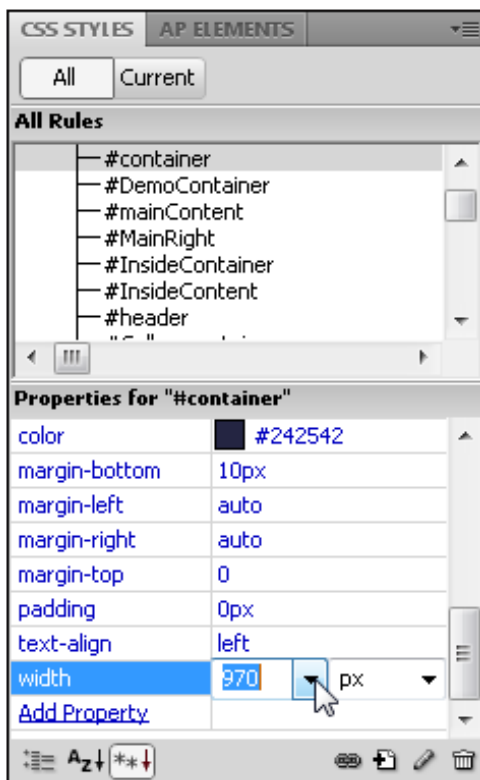 CSS STYLES AP ELEMENTS
All Current
All Rules
#container
#DemoContainer
#mainContent
#MainRight
#InsideContainer
#InsideContent
#header
Properties for "#container"
color #242542
margin-bottom 10px
margin-left auto
margin-right auto
margin-top 0
padding 0px
text-align left
width 970 px
Add Property
Az **